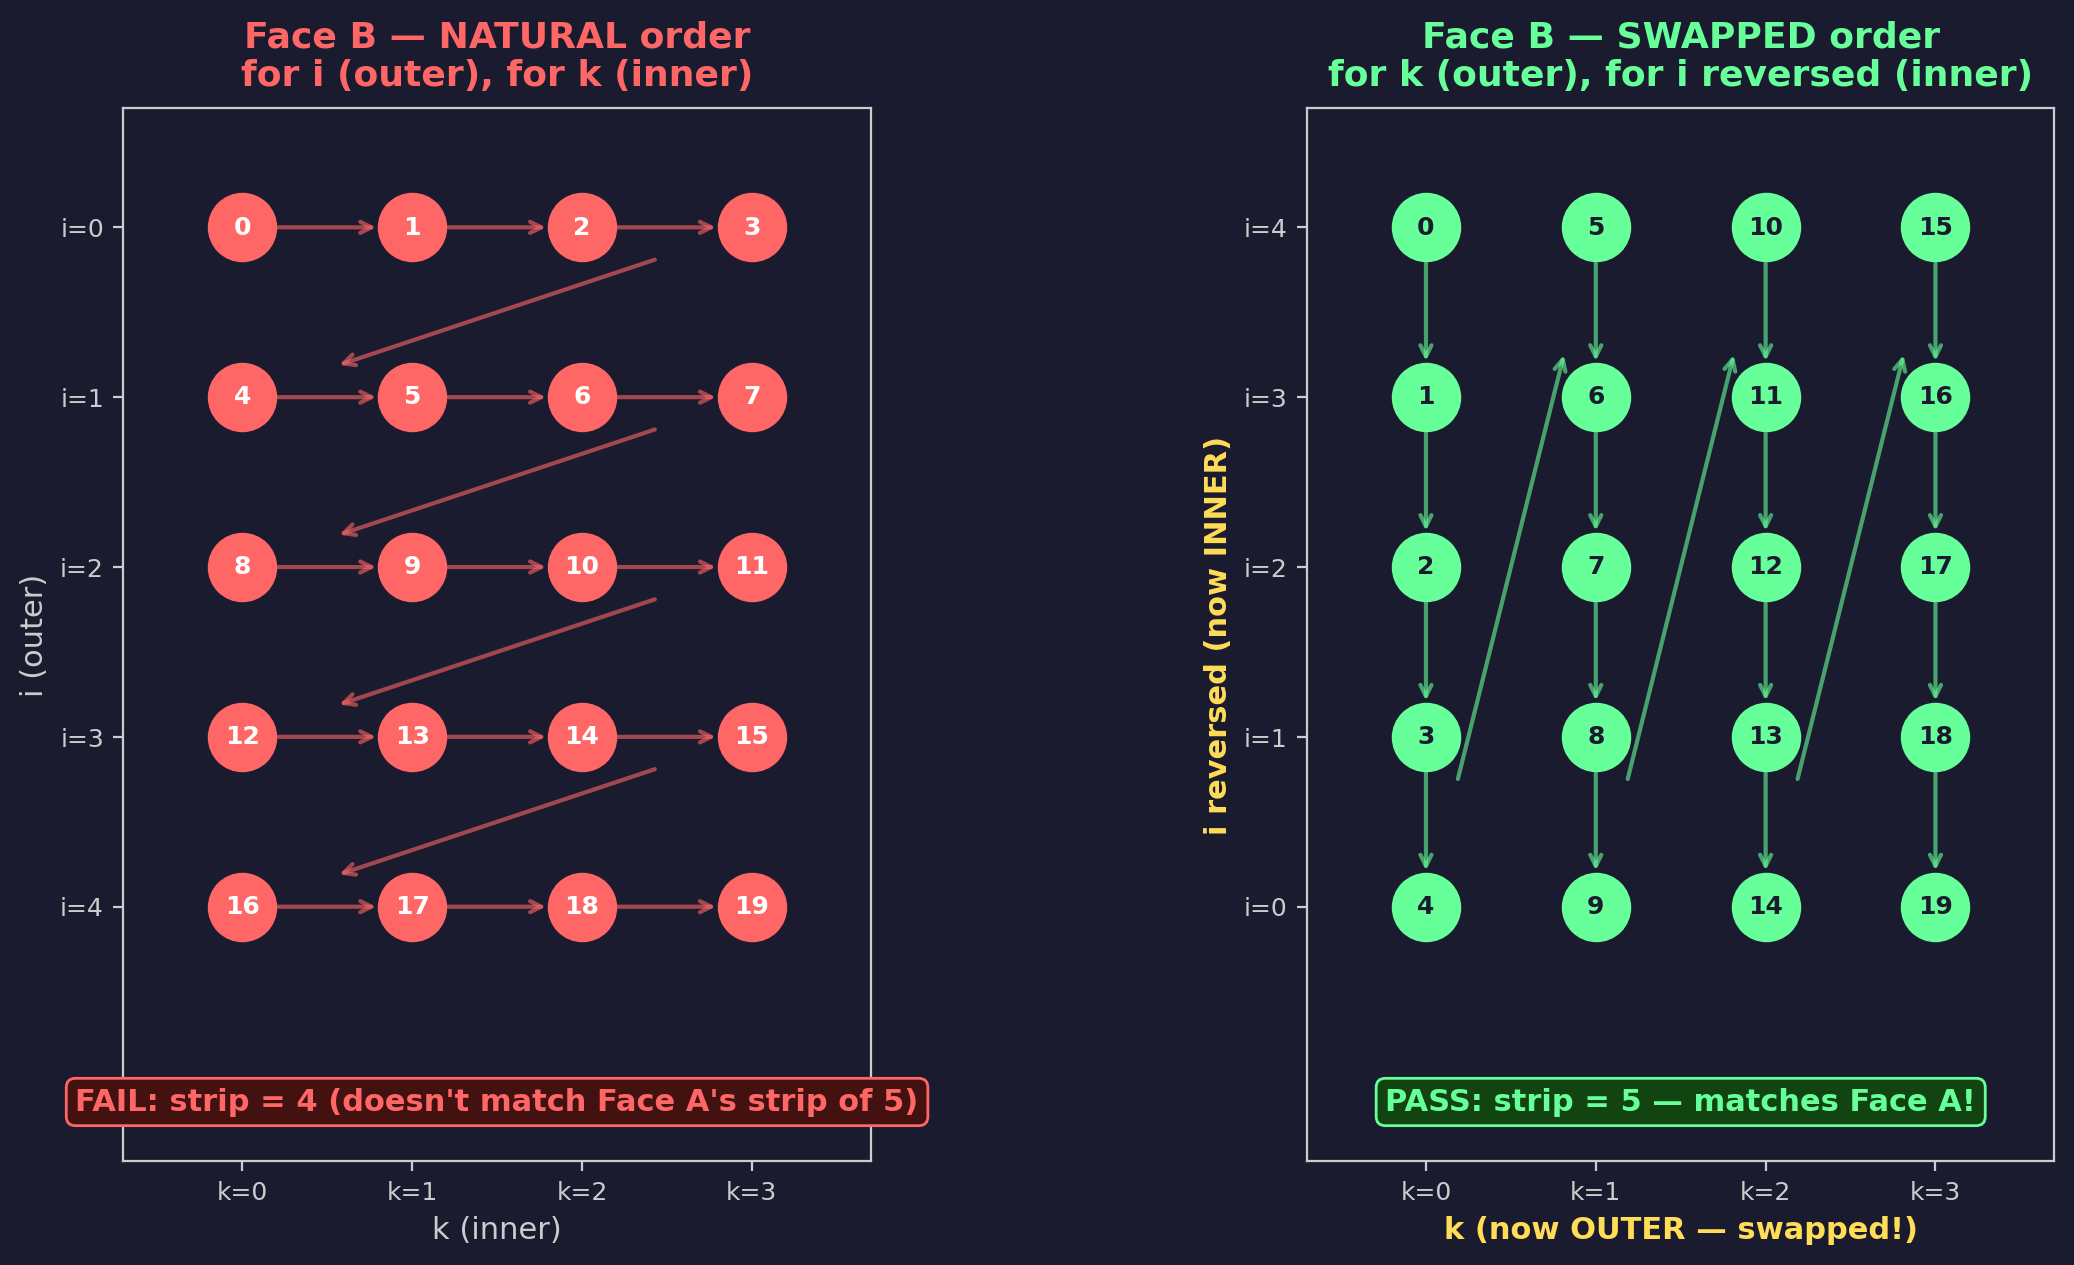 Face B — NATURAL order
for i (outer), for k (inner)
i (outer)
i=0
0
1
2
3
i=1
4
5
6
7
i=2
8
9
10
11
i=3
12
13
14
15
i=4
16
17
18
19
FAIL: strip = 4 (doesn't match Face A's strip of 5)
k=0
k=1
k=2
k=3
k (inner)
Face B — SWAPPED order
for k (outer), for i reversed (inner)
i reversed (now INNER)
i=4
0
5
10
15
i=3
1
6
11
16
i=2
2
7
12
17
i=1
3
8
13
18
i=0
4
9
14
19
PASS: strip = 5 — matches Face A!
k=0
k=1
k=2
k=3
k (now OUTER — swapped!)